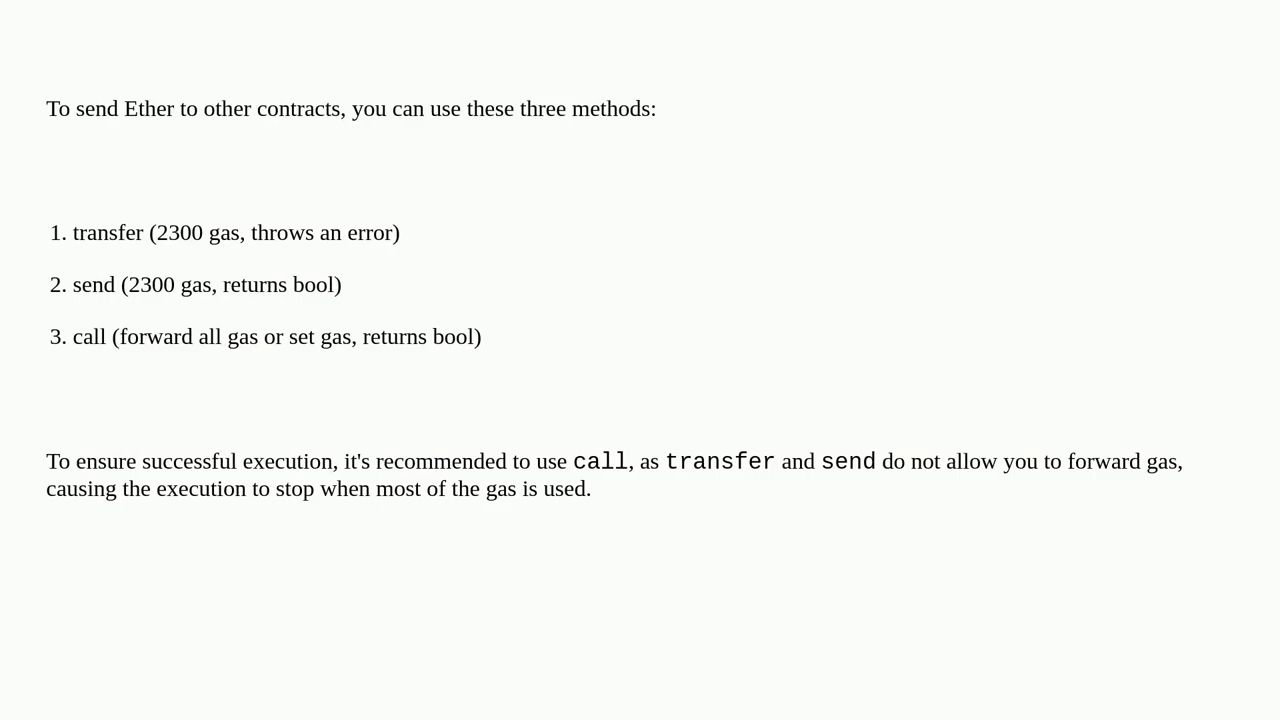 To send Ether to other contracts, you can use these three methods:
1. transfer (2300 gas, throws an error)
2. send (2300 gas, returns bool)
3. call (forward all gas or set gas, returns bool)
To ensure successful execution, it's recommended to use call, as transfer and send do not allow you to forward gas,
causing the execution to stop when most of the gas is used.